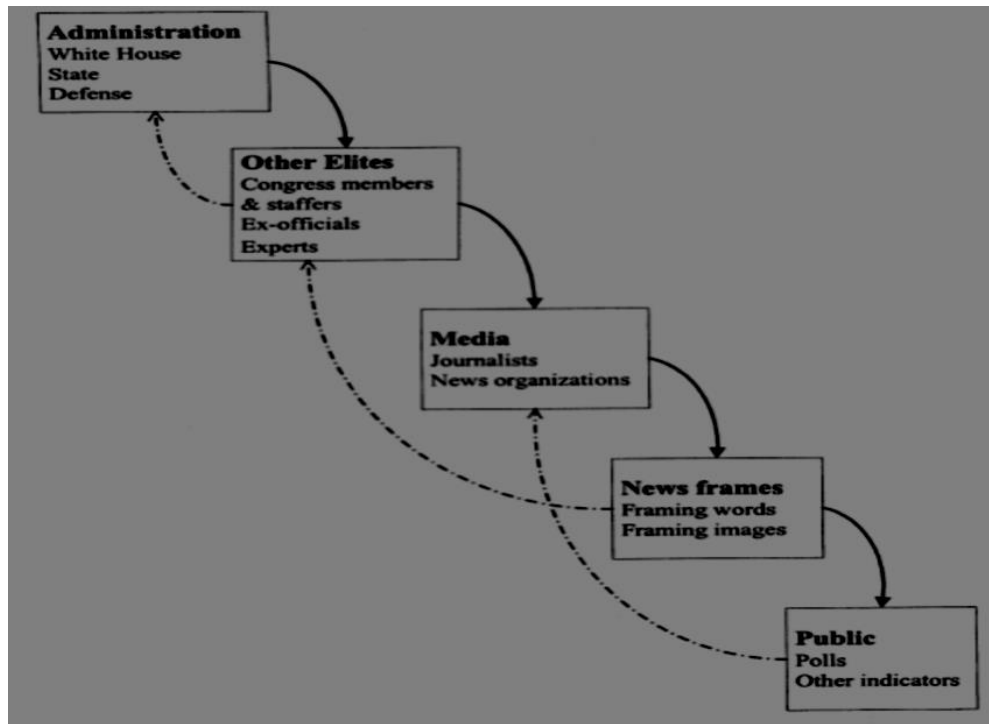 Administration
White House
State
Defense
Other Elites
Congress members
& staffers
Ex-officials
Experts
Media
Journalists
News organizations
News frames
Framing words
Framing images
Public
Polls
Other indicators